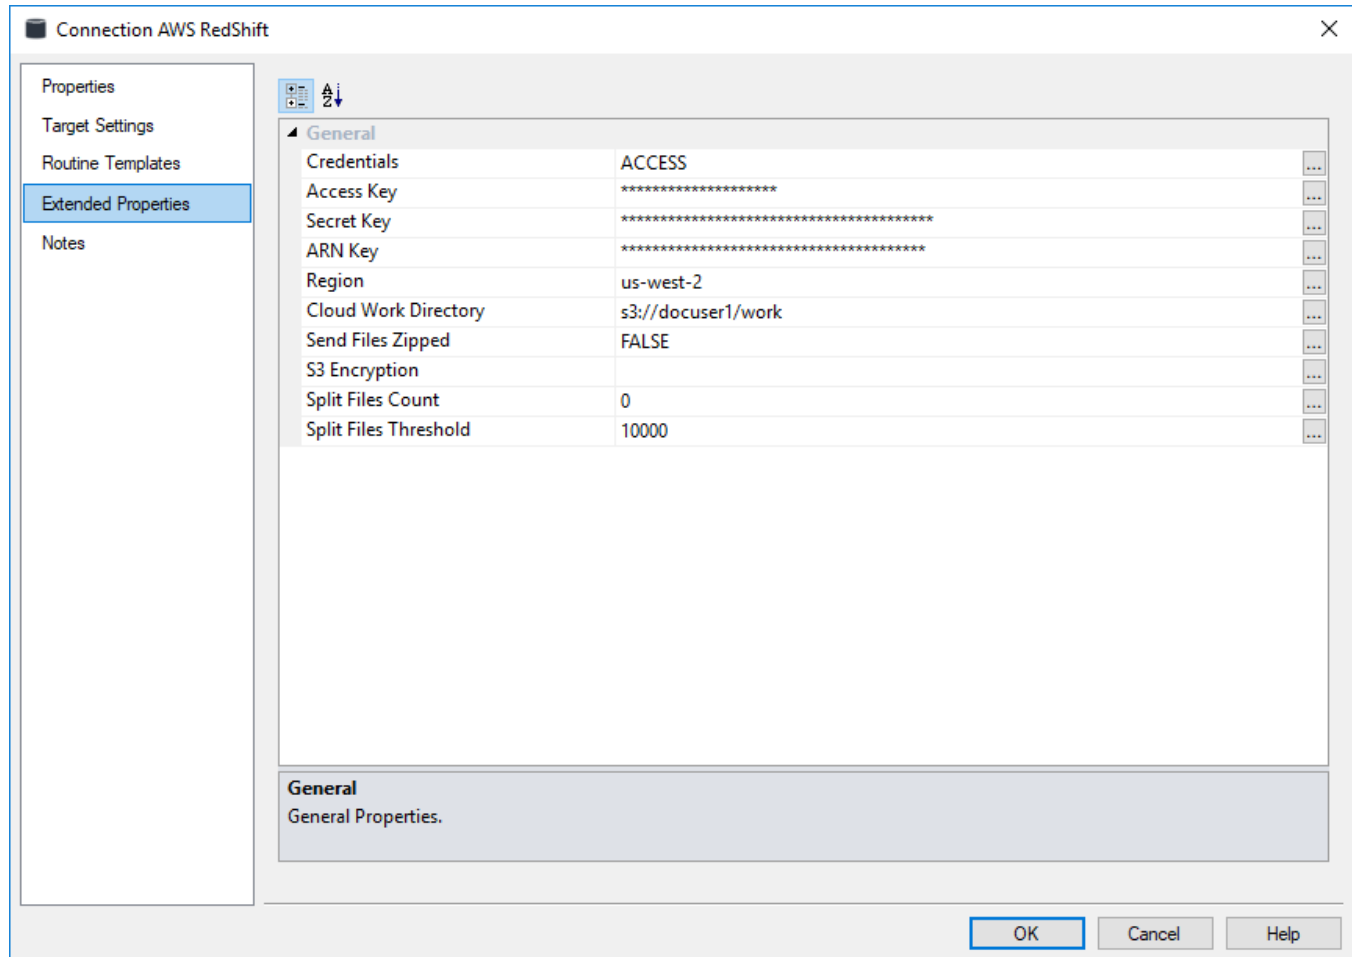 Connection AWS RedShift
Properties
Target Settings
Routine Templates
Extended Properties
Notes
General
Credentials ACCESS ...
Access Key ******************** ...
Secret Key **************************************** ...
ARN Key *************************************** ...
Region us-west-2 ...
Cloud Work Directory s3://docuser1/work ...
Send Files Zipped FALSE ...
S3 Encryption ...
Split Files Count 0 ...
Split Files Threshold 10000 ...
General
General Properties.
OK Cancel Help